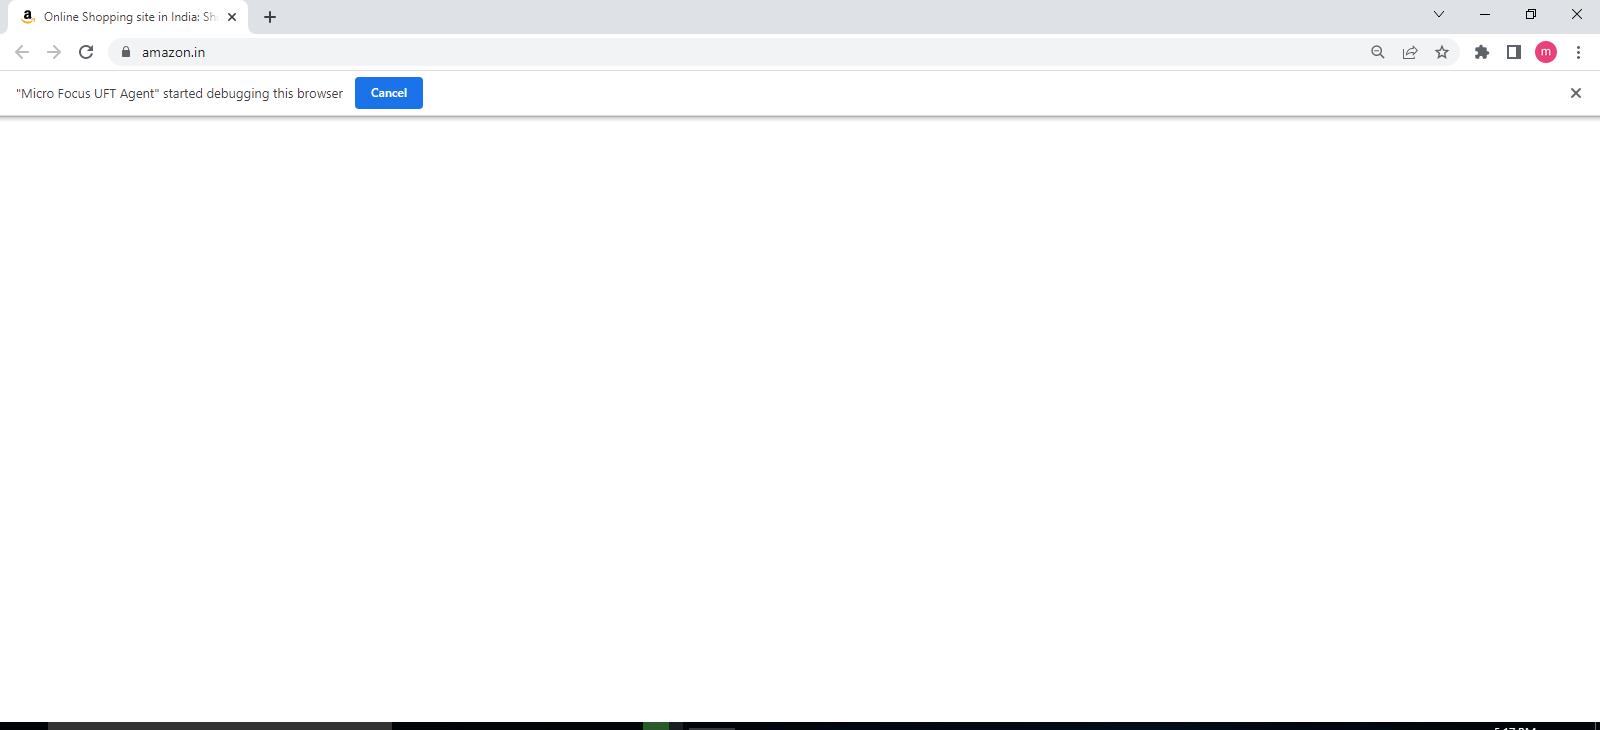 a Online Shopping site in India: Sh
amazon.in
m
"Micro Focus UFT Agent" started debugging this browser Cancel